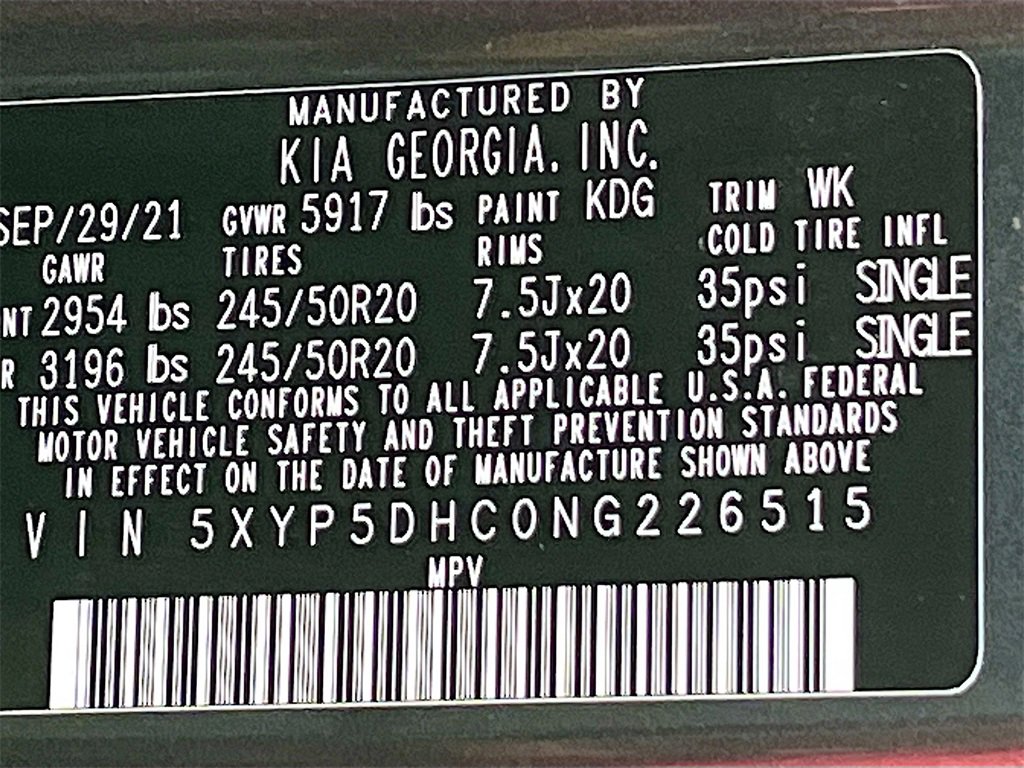 MANUFACTURED BY
KIA GEORGIA. INC.
SEP/29/21 GVWR 5917 lbs PAINT KDG TRIM WK
GAWR TIRES RIMS COLD TIRE INFL
NT 2954 lbs 245/50R20 7.5Jx20 35psi SINGLE
R 3196 lbs 245/50R20 7.5Jx20 35psi SINGLE
THIS VEHICLE CONFORMS TO ALL APPLICABLE U.S.A. FEDERAL
MOTOR VEHICLE SAFETY AND THEFT PREVENTION STANDARDS
IN EFFECT ON THE DATE OF MANUFACTURE SHOWN ABOVE
VIN 5XYP5DHC0NG226515
MPV